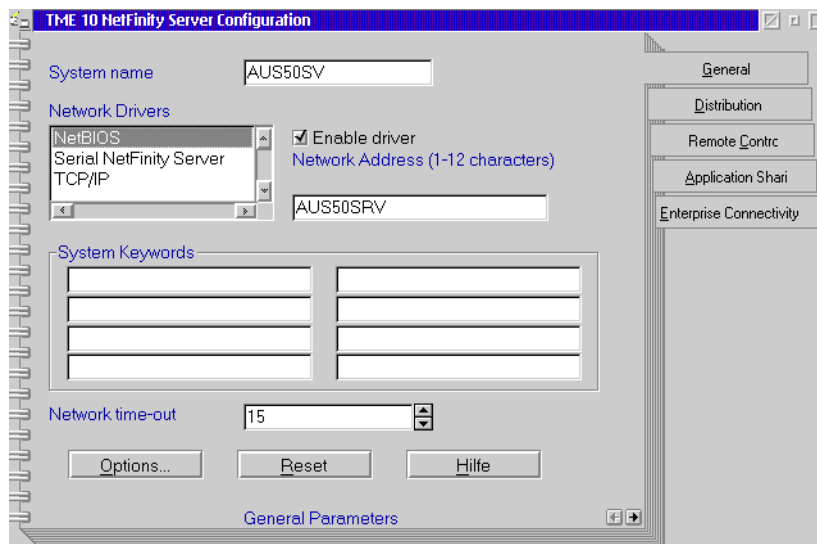 TME 10 NetFinity Server Configuration
System name
AUS50SV
Network Drivers
NetBIOS
Serial NetFinity Server
TCP/IP
Enable driver
Network Address (1-12 characters)
AUS50SRV
System Keywords
Network time-out
15
Options...
Reset
Hilfe
General Parameters
General
Distribution
Remote Contrc
Application Shari
Enterprise Connectivity